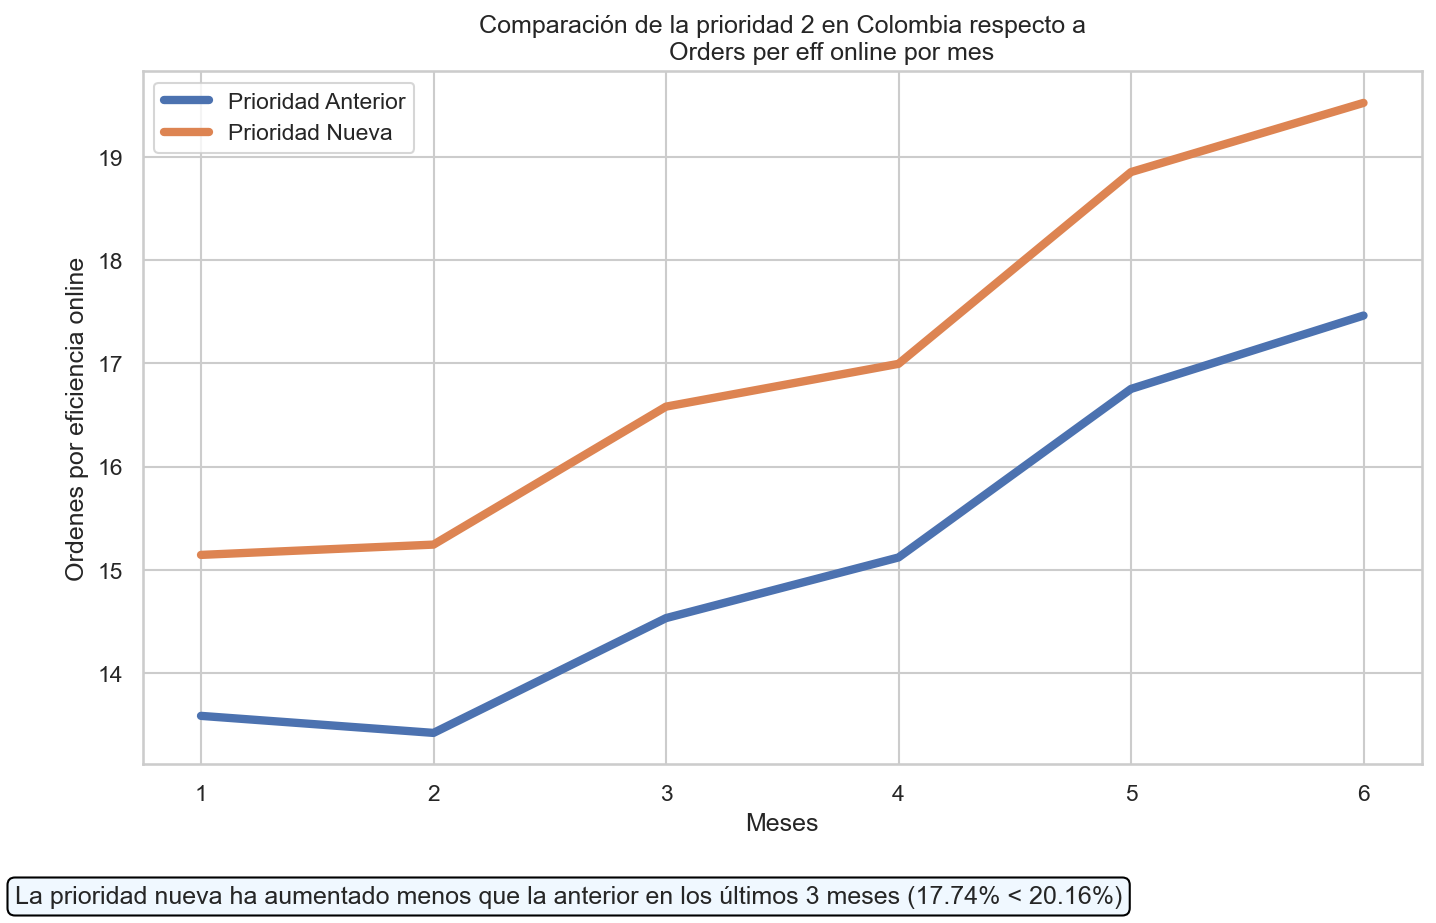 Comparación de la prioridad 2 en Colombia respecto a
Orders per eff online por mes
Prioridad Anterior
Prioridad Nueva
Ordenes por eficiencia online
19
18
17
16
15
14
1 2 3 4 5 6
Meses
La prioridad nueva ha aumentado menos que la anterior en los últimos 3 meses (17.74% < 20.16%)